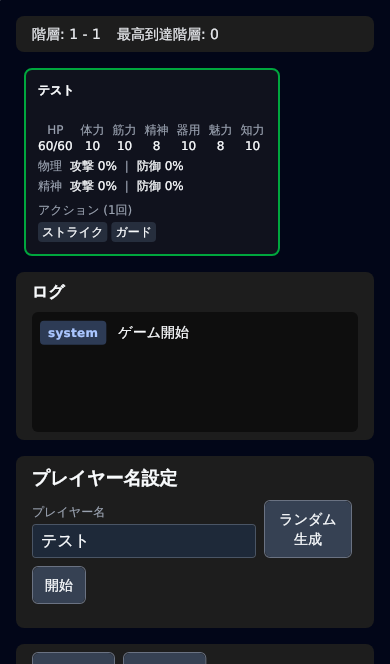 階層: 1 - 1 最高到達階層: 0
テスト
HP 体力 筋力 精神 器用 魅力 知力
60/60 10 10 8 10 8 10
物理 攻撃 0% | 防御 0%
精神 攻撃 0% | 防御 0%
アクション (1回)
ストライク ガード
ログ
system ゲーム開始
プレイヤー名設定
プレイヤー名
テスト
ランダム
生成
開始